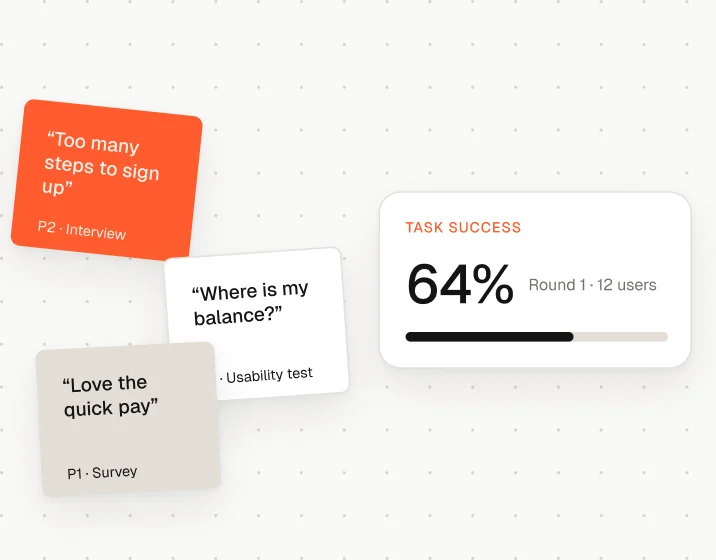 “Too many
steps to sign
up”
P2 · Interview
“Where is my
balance?”
· Usability test
“Love the
quick pay”
P1 · Survey
TASK SUCCESS
64%
Round 1 · 12 users